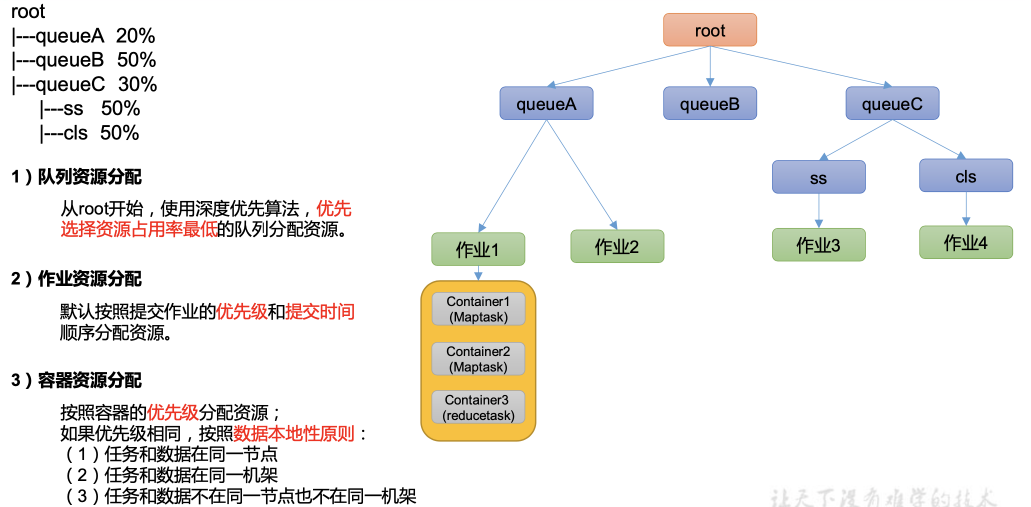 root
|---queueA 20%
|---queueB 50%
|---queueC 30%
|---ss 50%
|---cls 50%
1）队列资源分配
从root开始，使用深度优先算法，优先
选择资源占用率最低的队列分配资源。
2）作业资源分配
默认按照提交作业的优先级和提交时间
顺序分配资源。
3）容器资源分配
按照容器的优先级分配资源；
如果优先级相同，按照数据本地性原则：
（1）任务和数据在同一节点
（2）任务和数据在同一机架
（3）任务和数据不在同一节点也不在同一机架
root
queueA
queueB
queueC
ss
cls
作业1
作业2
作业3
作业4
Container1
(Maptask)
Container2
(Maptask)
Container3
(reducetask)
让天下没有难学的技术